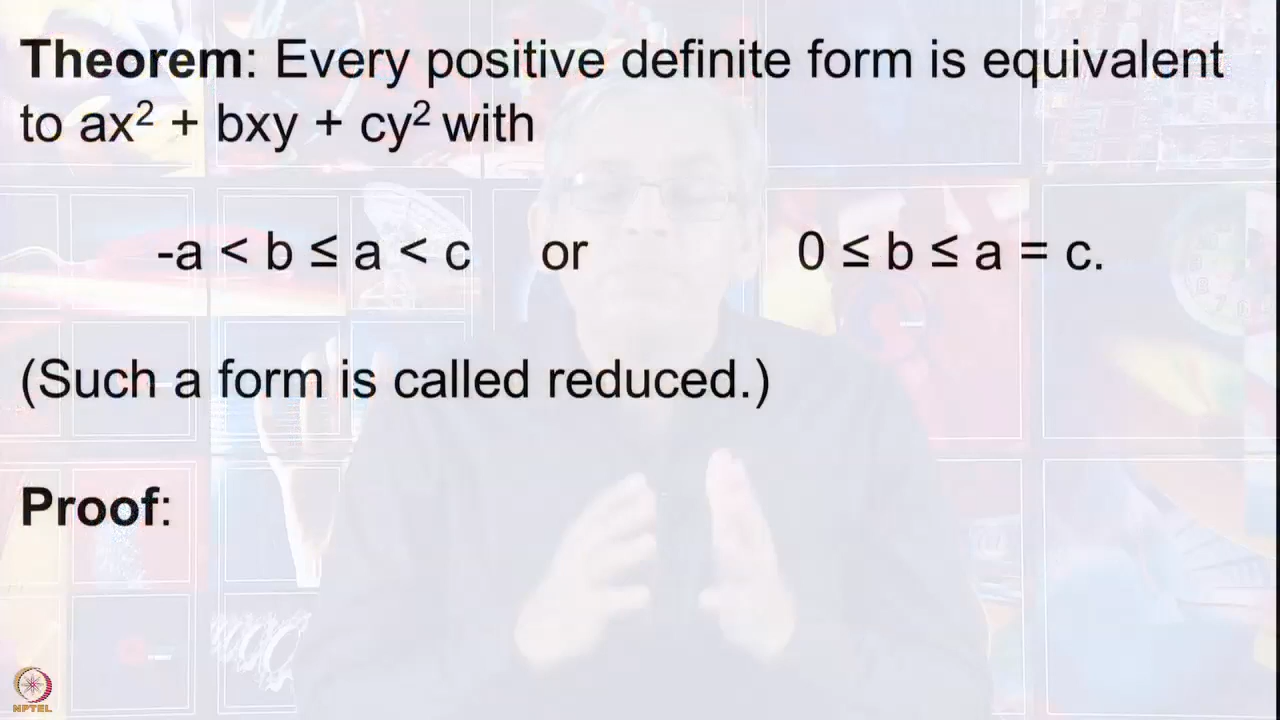 Theorem: Every positive definite form is equivalent
to ax² + bxy + cy² with
-a < b ≤ a < c or 0 ≤ b ≤ a = c.
(Such a form is called reduced.)
Proof:
NPTEL